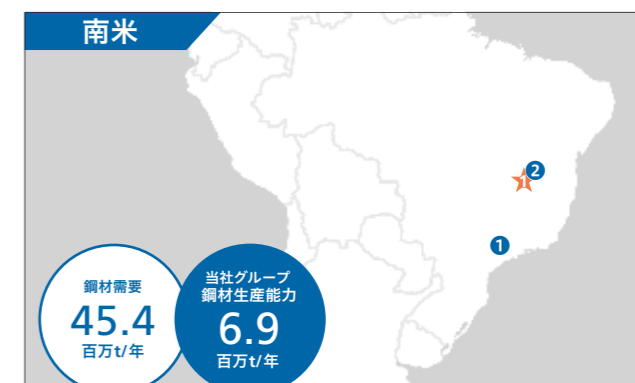 南米
1
2
1
鋼材需要
45.4
百万t/年
当社グループ
鋼材生産能力
6.9
百万t/年